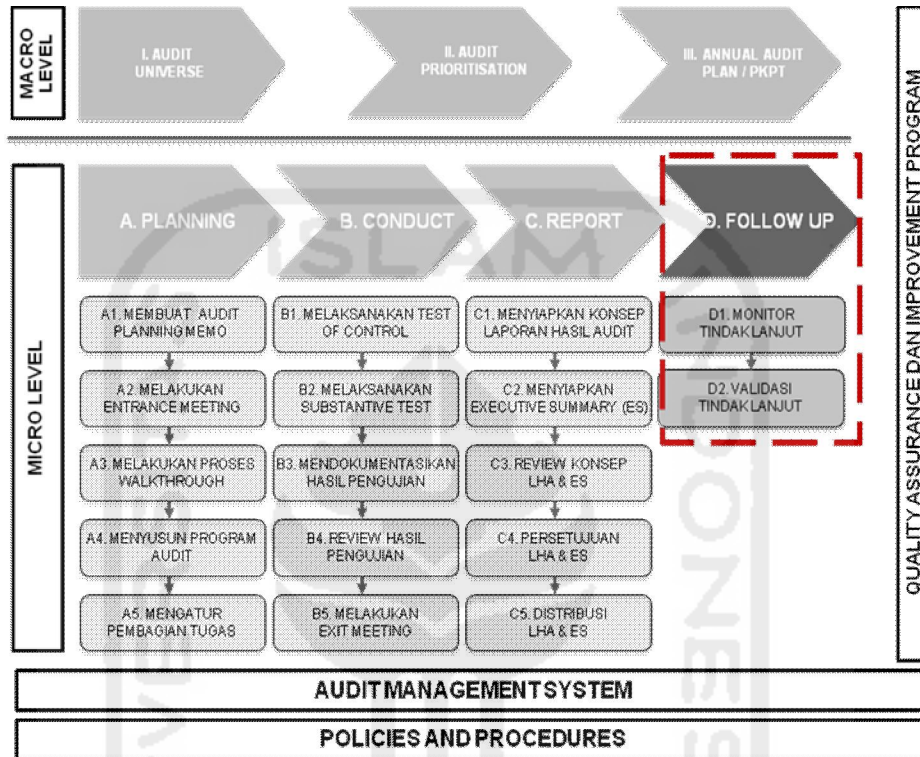 MACRO
LEVEL
I. AUDIT
UNIVERSE
II. AUDIT
PRIORITISATION
III. ANNUAL AUDIT
PLAN / PKPT
MICRO LEVEL
A. PLANNING
B. CONDUCT
C. REPORT
D. FOLLOW UP
A1. MEMBUAT AUDIT
PLANNING MEMO
A2. MELAKUKAN
ENTRANCE MEETING
A3. MELAKUKAN PROSES
WALKTHROUGH
A4. MENYUSUN PROGRAM
AUDIT
A5. MENGATUR
PEMBAGIAN TUGAS
B1. MELAKSANAKAN TEST
OF CONTROL
B2. MELAKSANAKAN
SUBSTANTIVE TEST
B3. MENDOKUMENTASIKAN
HASIL PENGUJIAN
B4. REVIEW HASIL
PENGUJIAN
B5. MELAKUKAN
EXIT MEETING
C1. MENYIAPKAN KONSEP
LAPORAN HASIL AUDIT
C2. MENYIAPKAN
EXECUTIVE SUMMARY (ES)
C3. REVIEW KONSEP
LHA & ES
C4. PERSETUJUAN
LHA & ES
C5. DISTRIBUSI
LHA & ES
D1. MONITOR
TINDAK LANJUT
D2. VALIDASI
TINDAK LANJUT
QUALITY ASSURANCE DAN IMPROVEMENT PROGRAM
AUDIT MANAGEMENT SYSTEM
POLICIES AND PROCEDURES
ISLAM